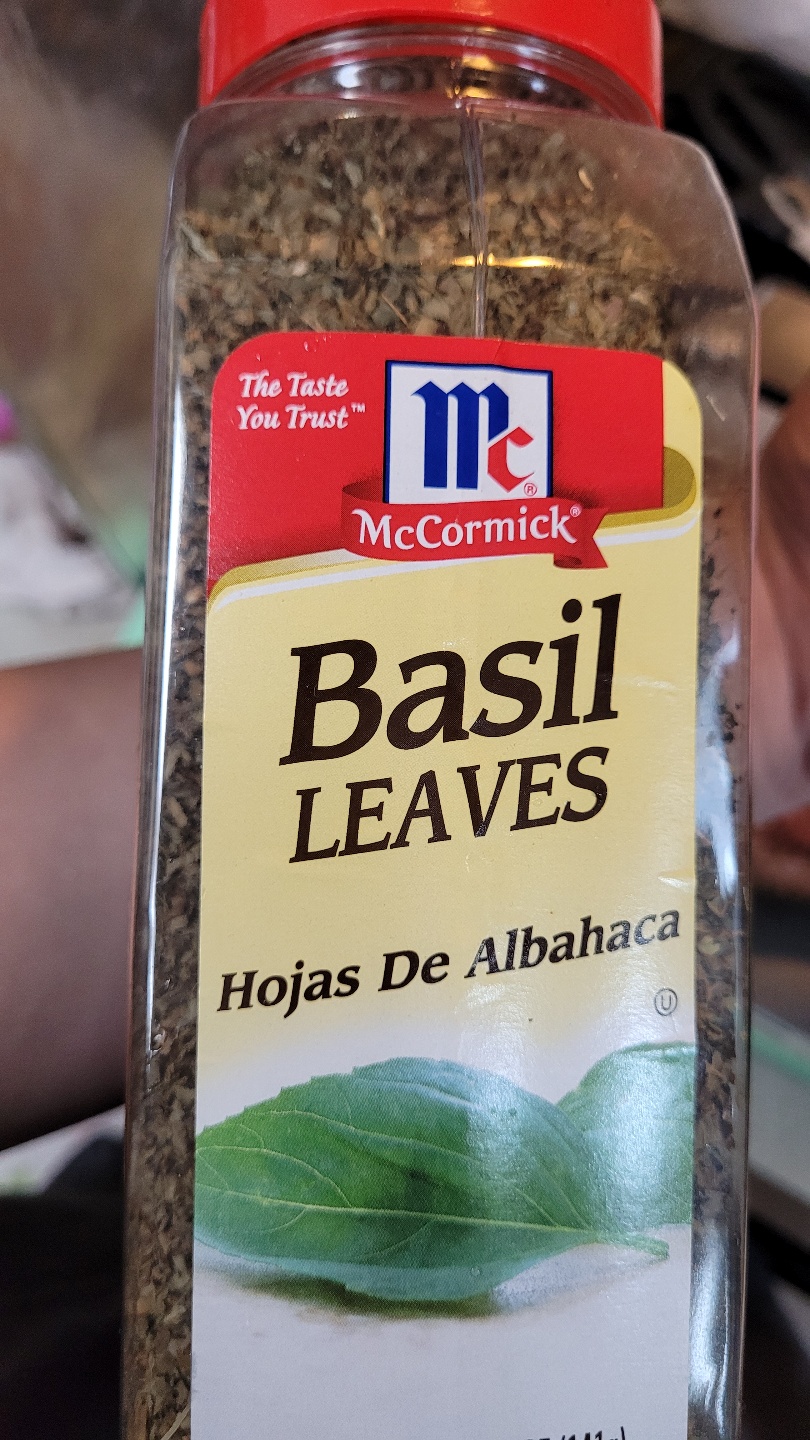 The Taste
You Trust™
Mc®
McCormick®
Basil
LEAVES
Hojas De Albahaca
Ⓤ